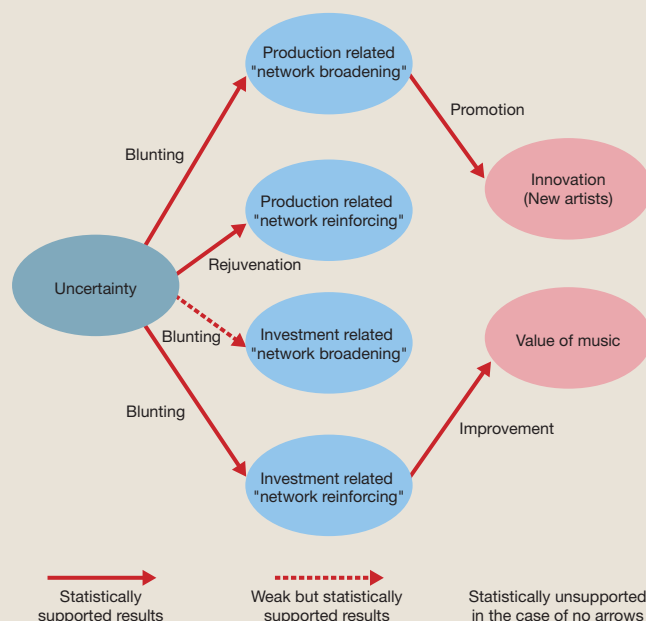 Production related
"network broadening"
Promotion
Blunting
Innovation
(New artists)
Production related
"network reinforcing"
Rejuvenation
Uncertainty
Blunting
Investment related
"network broadening"
Value of music
Blunting
Improvement
Investment related
"network reinforcing"
Statistically
supported results
Weak but statistically
supported results
Statistically unsupported
in the case of no arrows